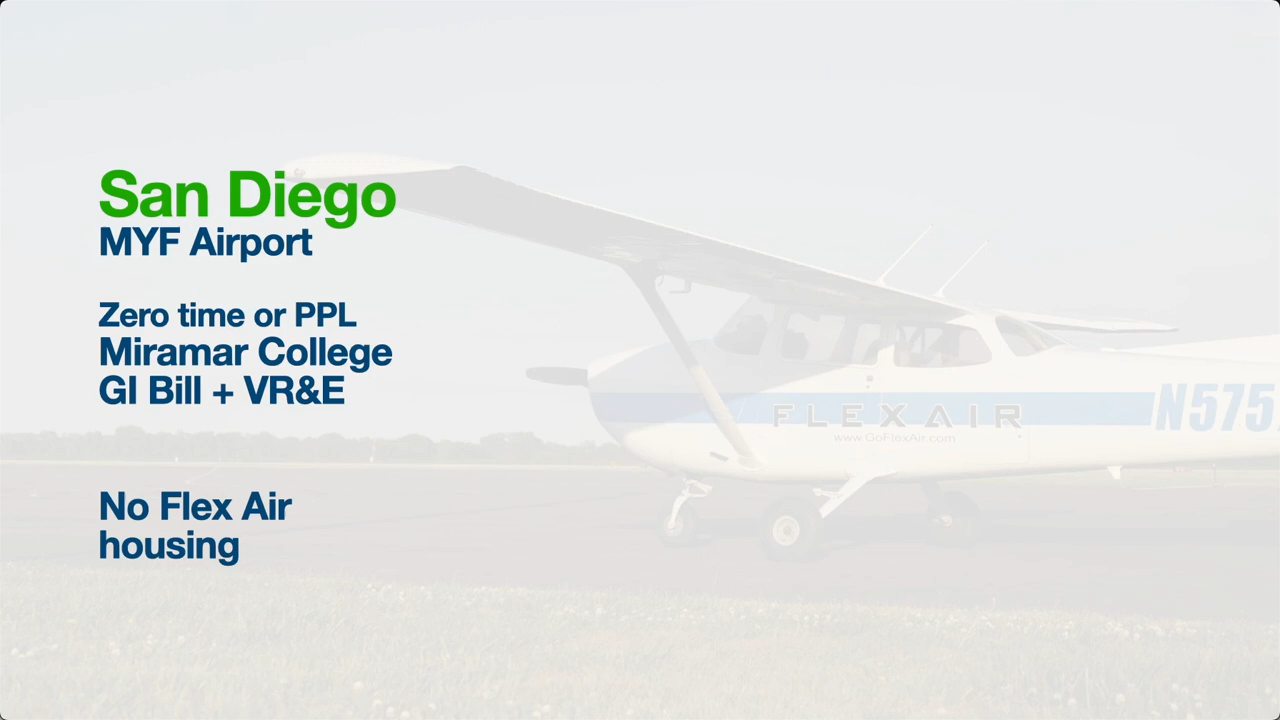 San Diego
MYF Airport
Zero time or PPL
Miramar College
GI Bill + VR&E
FLEXAIR
www.GoFlexAir.com
N575
No Flex Air
housing